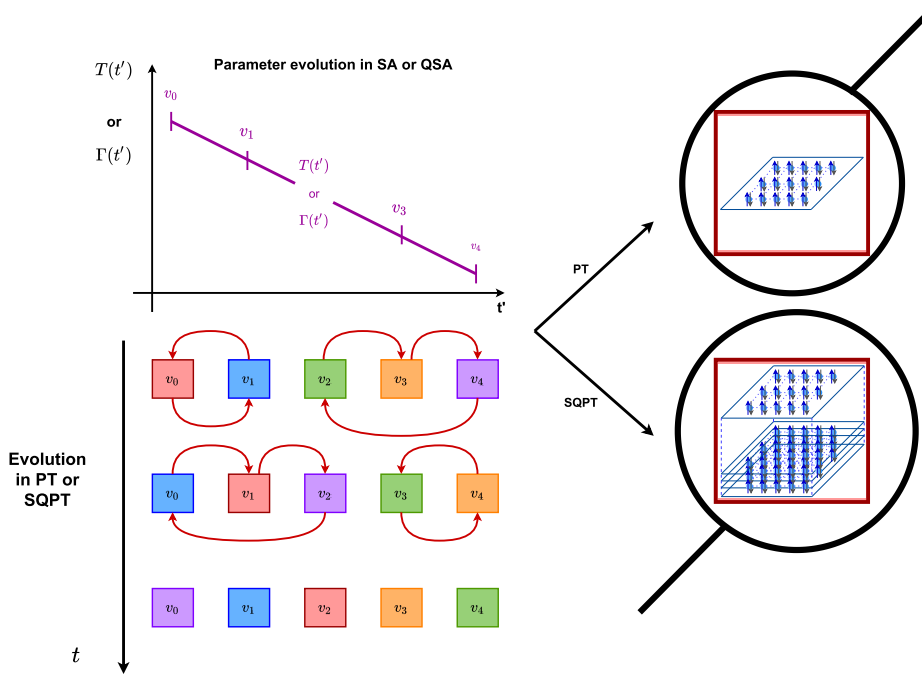 Parameter evolution in SA or QSA
T(t′)
or
Γ(t′)
v₀
v₁
T(t′)
or
Γ(t′)
v₃
v₄
t'
PT
SQPT
v₀ v₁ v₂ v₃ v₄
Evolution
in PT or
SQPT
v₀ v₁ v₂ v₃ v₄
v₀ v₁ v₂ v₃ v₄
t